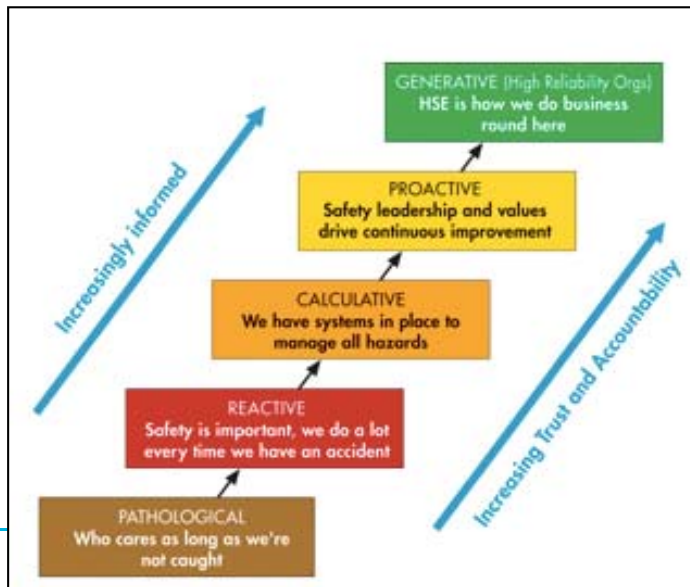 GENERATIVE (High Reliability Orgs)
HSE is how we do business
round here
Increasingly informed
PROACTIVE
Safety leadership and values
drive continuous improvement
CALCULATIVE
We have systems in place to
manage all hazards
Increasing Trust and Accountability
REACTIVE
Safety is important, we do a lot
every time we have an accident
PATHOLOGICAL
Who cares as long as we're
not caught